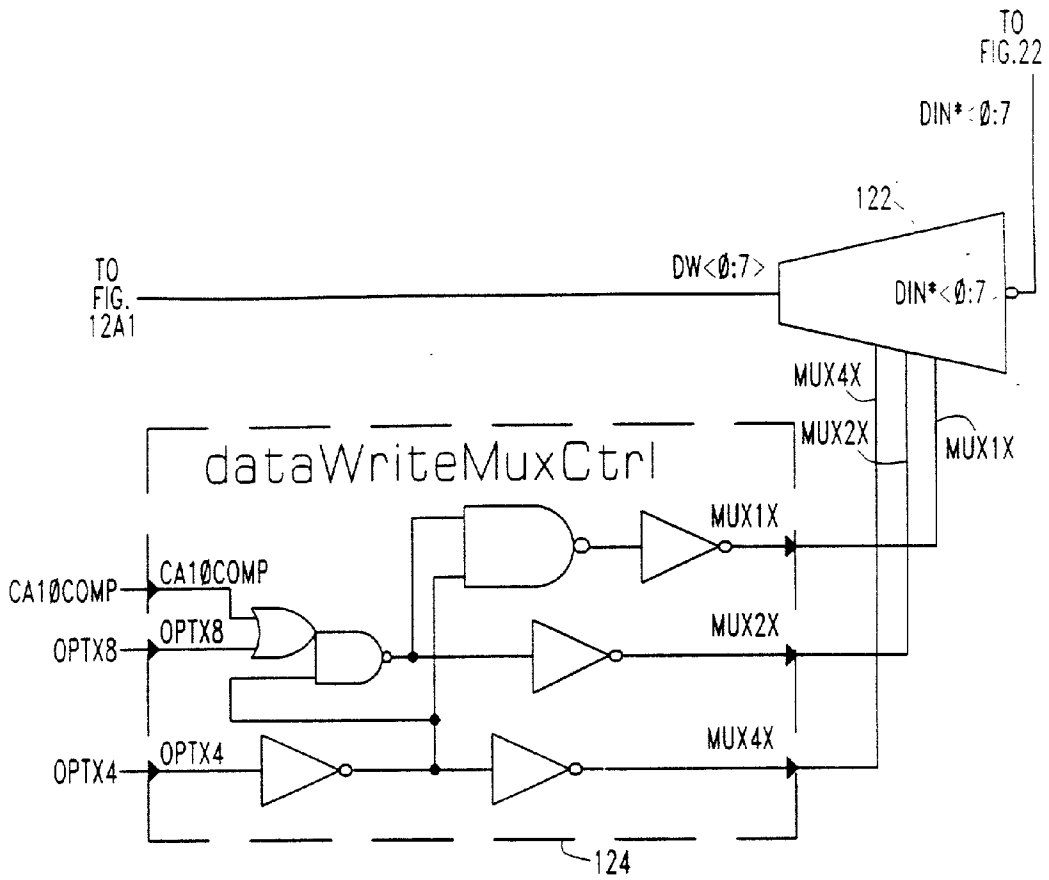 TO
FIG.22
DIN*<Ø:7
122
DW<Ø:7>
DIN*<Ø:7
TO
FIG.
12A1
MUX4X
MUX2X
MUX1X
dataWriteMuxCtrl
MUX1X
CA1ØCOMP
CA1ØCOMP
OPTX8
OPTX8
MUX2X
OPTX4
OPTX4
MUX4X
124